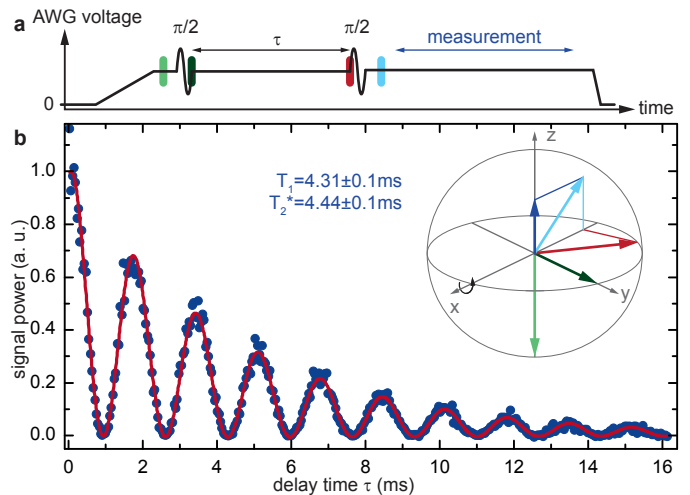 a AWG voltage π/2 π/2
τ measurement
0
time
b
z
T1=4.31±0.1ms
T2*=4.44±0.1ms
x y
signal power (a. u.)
1.0
0.8
0.6
0.4
0.2
0.0
0 2 4 6 8 10 12 14 16
delay time τ (ms)